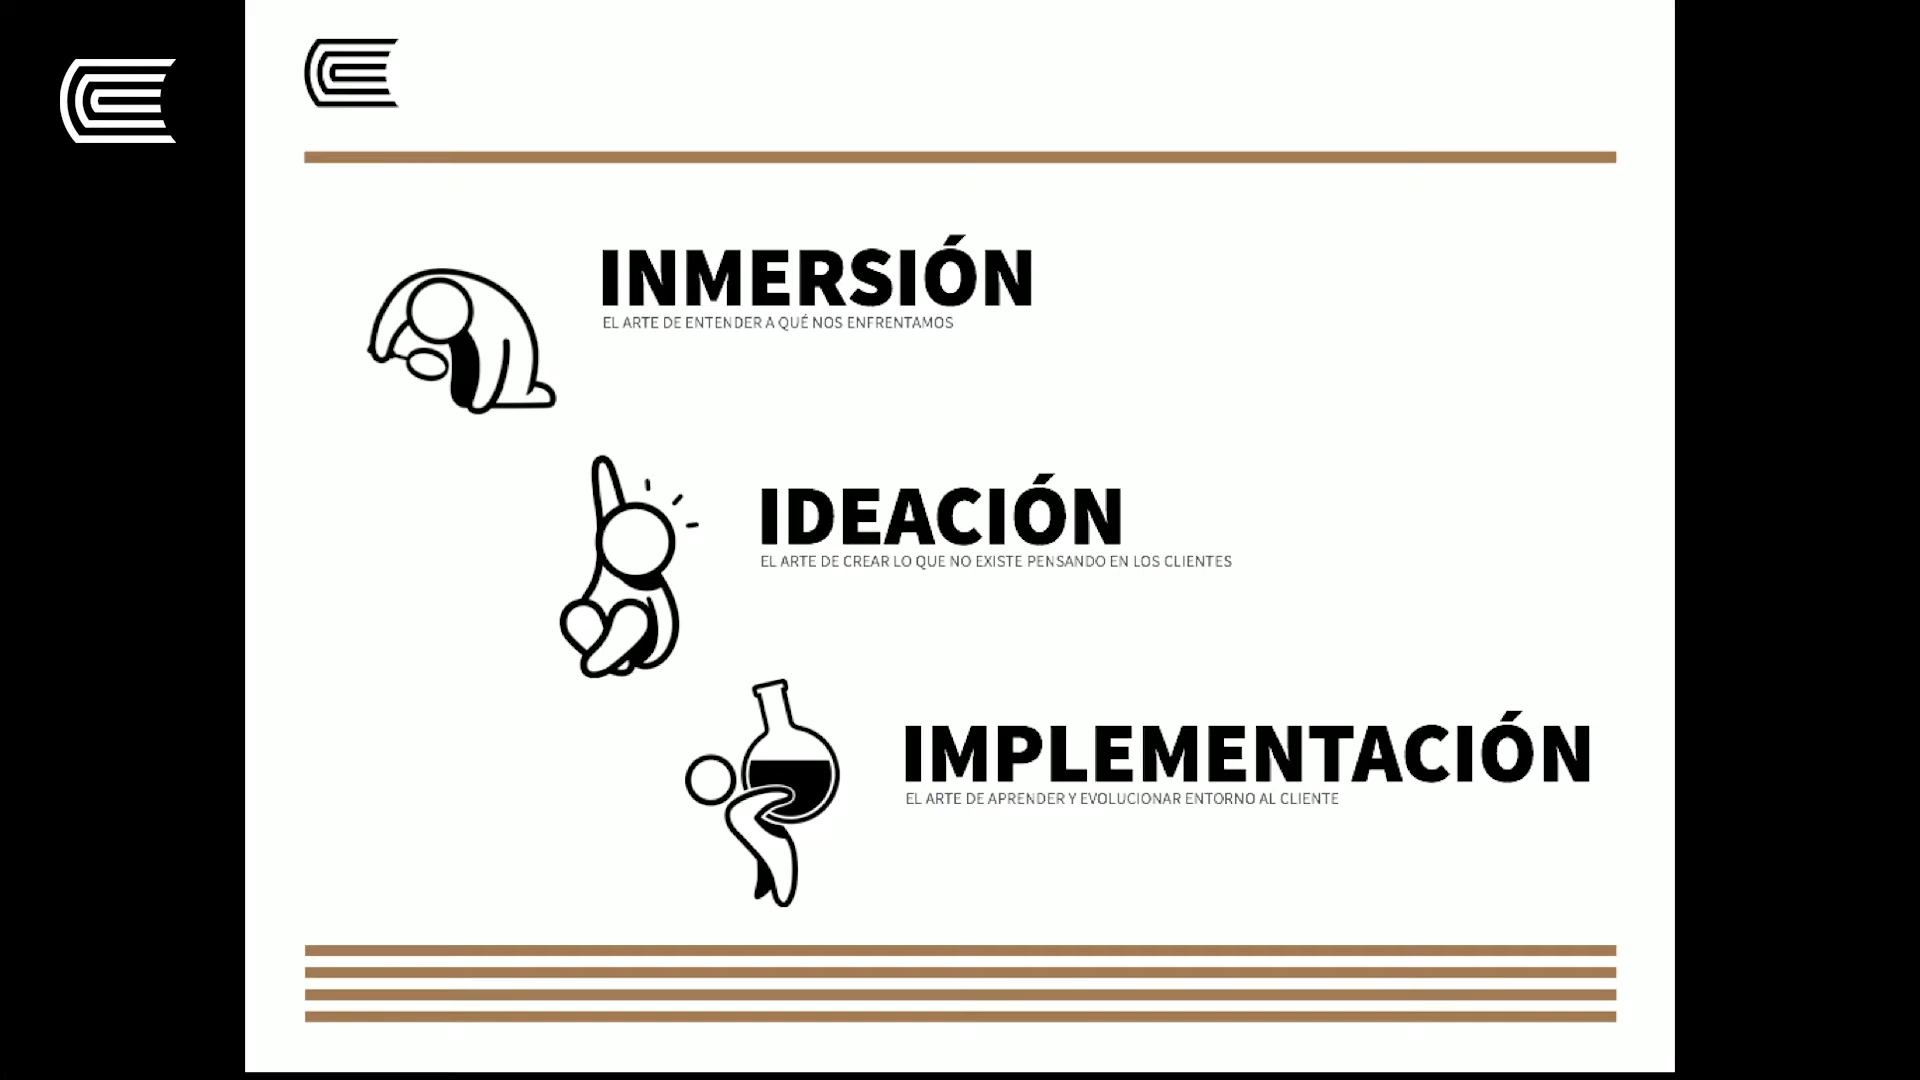 INMERSIÓN
EL ARTE DE ENTENDER A QUÉ NOS ENFRENTAMOS
IDEACIÓN
EL ARTE DE CREAR LO QUE NO EXISTE PENSANDO EN LOS CLIENTES
IMPLEMENTACIÓN
EL ARTE DE APRENDER Y EVOLUCIONAR ENTORNO AL CLIENTE